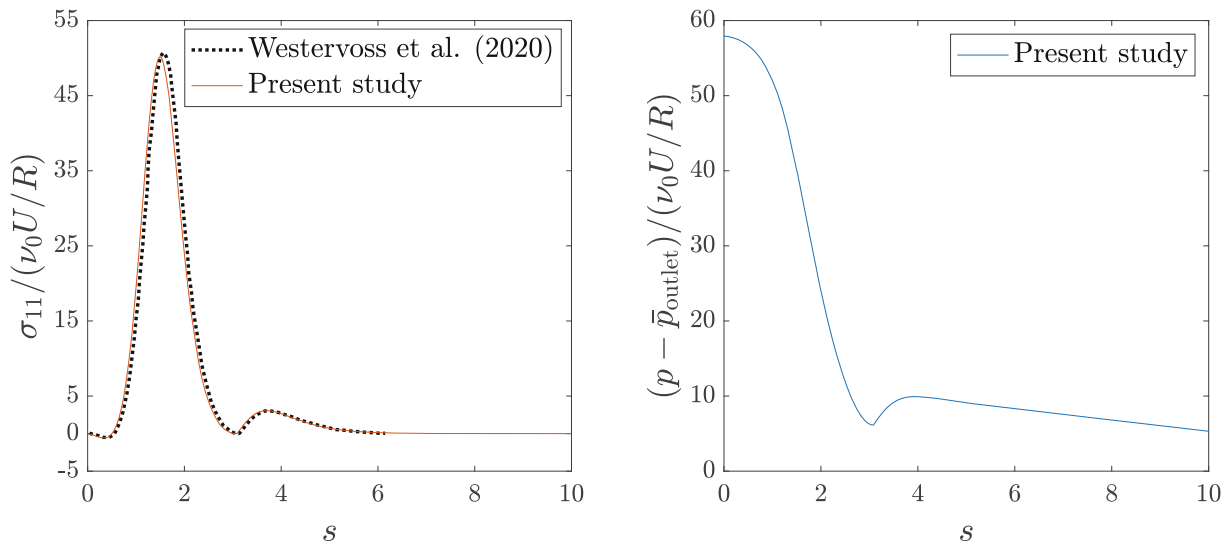 55
45
35
25
15
5
0
-5
σ₁₁/(ν₀U/R)
Westervoss et al. (2020)
Present study
0 2 4 6 8 10
s
60
50
40
30
20
10
0
(p − p̄_outlet)/(ν₀U/R)
Present study
0 2 4 6 8 10
s